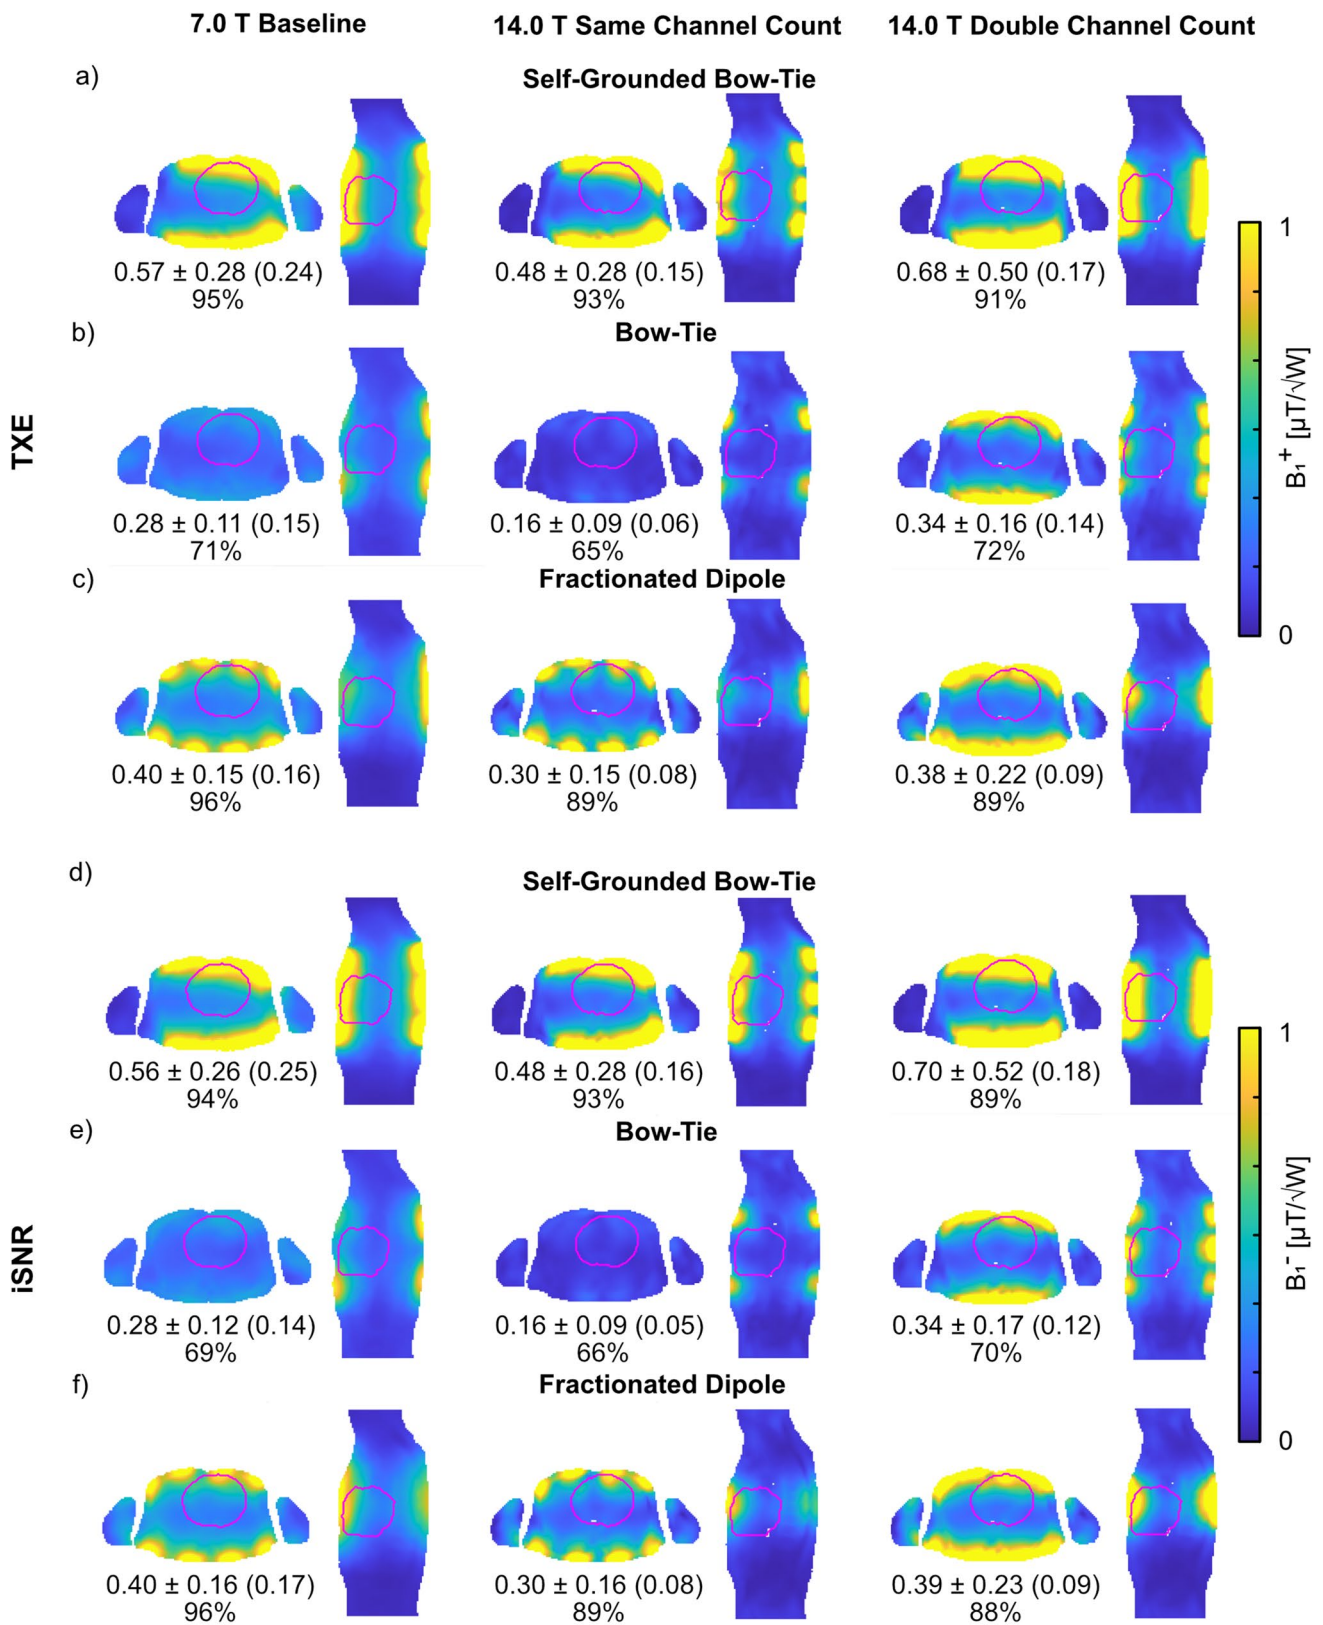 7.0 T Baseline 14.0 T Same Channel Count 14.0 T Double Channel Count
a) Self-Grounded Bow-Tie
0.57 ± 0.28 (0.24) 0.48 ± 0.28 (0.15) 0.68 ± 0.50 (0.17)
95% 93% 91%
b) Bow-Tie
0.28 ± 0.11 (0.15) 0.16 ± 0.09 (0.06) 0.34 ± 0.16 (0.14)
71% 65% 72%
c) Fractionated Dipole
0.40 ± 0.15 (0.16) 0.30 ± 0.15 (0.08) 0.38 ± 0.22 (0.09)
96% 89% 89%
TXE
1
B₁⁺ [µT/√W]
0
d) Self-Grounded Bow-Tie
0.56 ± 0.26 (0.25) 0.48 ± 0.28 (0.16) 0.70 ± 0.52 (0.18)
94% 93% 89%
e) Bow-Tie
0.28 ± 0.12 (0.14) 0.16 ± 0.09 (0.05) 0.34 ± 0.17 (0.12)
69% 66% 70%
f) Fractionated Dipole
0.40 ± 0.16 (0.17) 0.30 ± 0.16 (0.08) 0.39 ± 0.23 (0.09)
96% 89% 88%
iSNR
1
B₁⁻ [µT/√W]
0